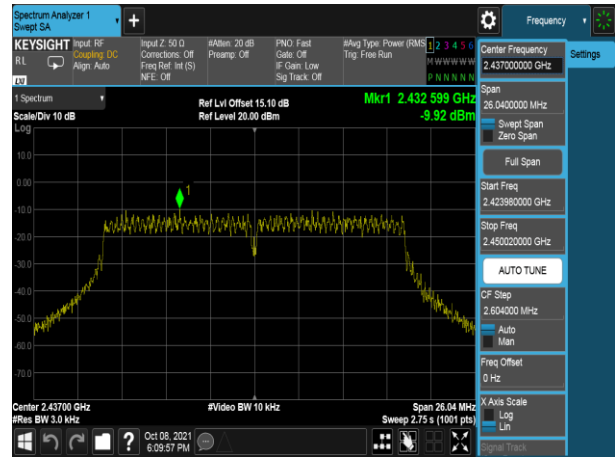 Spectrum Analyzer 1
Swept SA
Frequency
KEYSIGHT
RL
LXI
Input: RF
Coupling: DC
Align: Auto
Input Z: 50 Ω
Corrections: Off
Freq Ref: Int (S)
NFE: Off
#Atten: 20 dB
Preamp: Off
PNO: Fast
Gate: Off
IF Gain: Low
Sig Track: Off
#Avg Type: Power (RMS
Trig: Free Run
1 2 3 4 5 6
M W W W W W
P N N N N N
1 Spectrum
Scale/Div 10 dB
Log
Ref Lvl Offset 15.10 dB
Ref Level 20.00 dBm
Mkr1 2.432 599 GHz
-9.92 dBm
10.0
0.00
-10.0
-20.0
-30.0
-40.0
-50.0
-60.0
-70.0
1
Center 2.43700 GHz
#Res BW 3.0 kHz
#Video BW 10 kHz
Span 26.04 MHz
Sweep 2.75 s (1001 pts)
Oct 08, 2021
6:09:57 PM
Center Frequency
2.437000000 GHz
Span
26.0400000 MHz
Swept Span
Zero Span
Full Span
Start Freq
2.423980000 GHz
Stop Freq
2.450020000 GHz
AUTO TUNE
CF Step
2.604000 MHz
Auto
Man
Freq Offset
0 Hz
X Axis Scale
Log
Lin
Signal Track
Settings